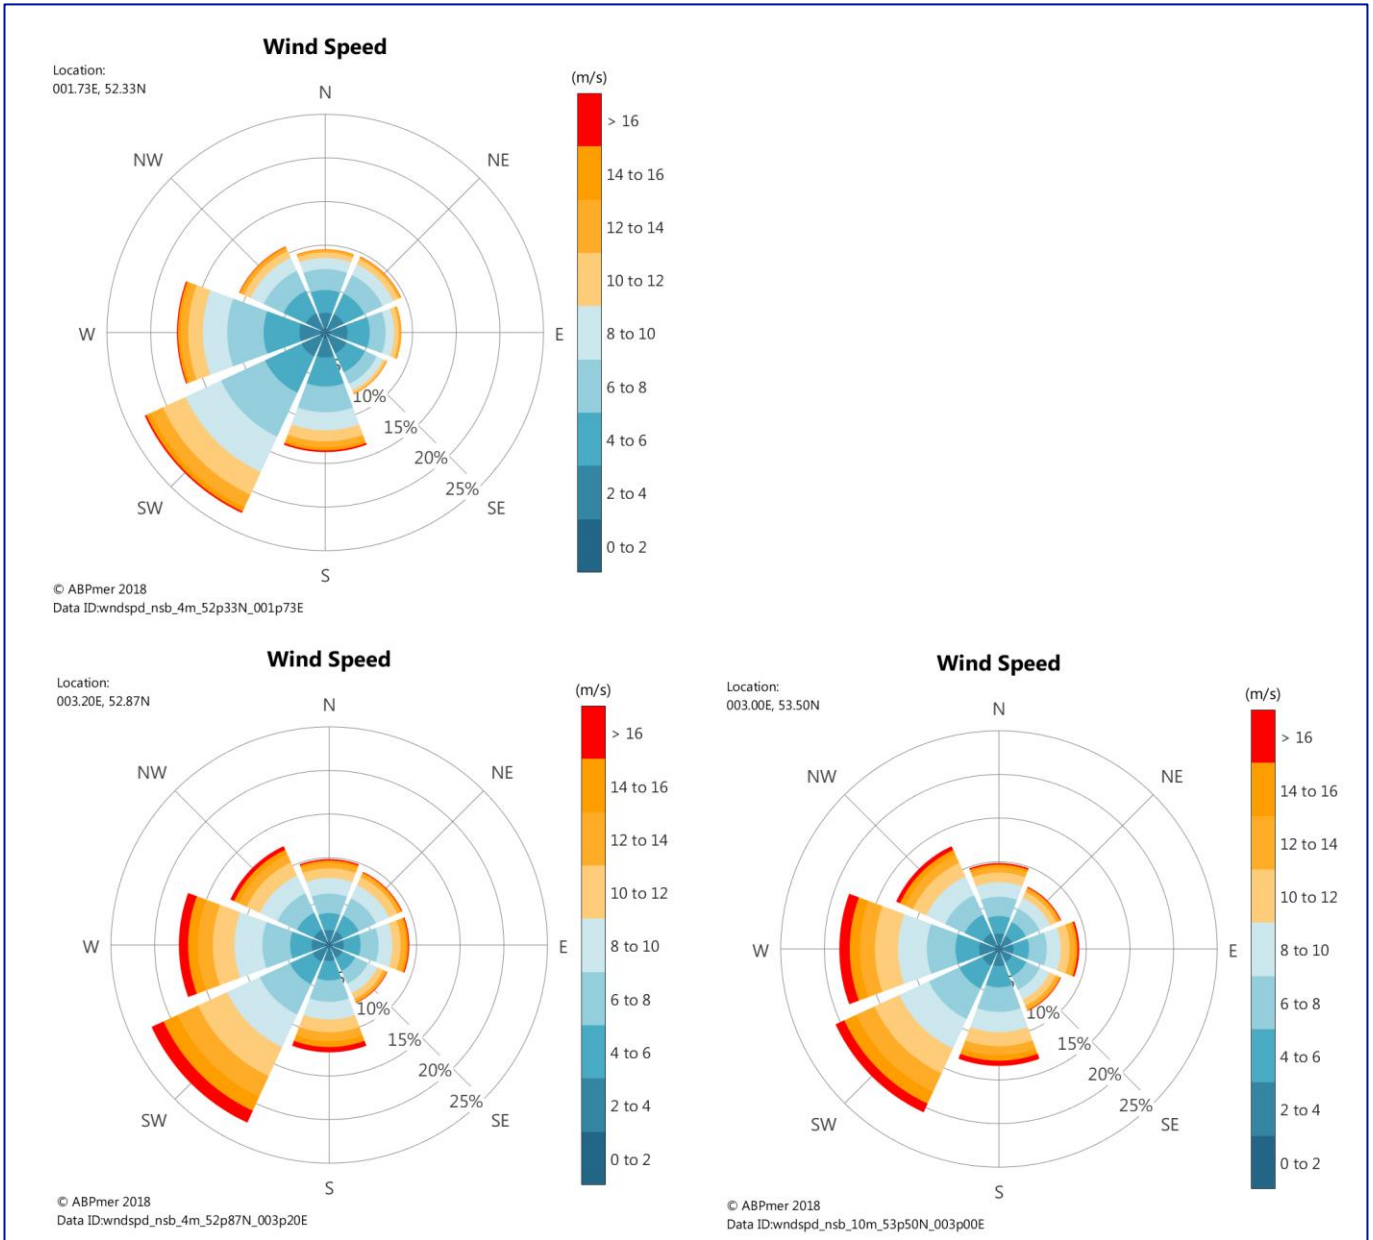 Wind Speed
Location:
001.73E, 52.33N
(m/s)
N
> 16
NW
NE
14 to 16
12 to 14
10 to 12
W
E
8 to 10
6 to 8
10%
15%
4 to 6
20%
25%
2 to 4
SW
SE
0 to 2
S
© ABPmer 2018
Data ID:wndspd_nsb_4m_52p33N_001p73E
Wind Speed
Location:
003.20E, 52.87N
(m/s)
N
> 16
NW
NE
14 to 16
12 to 14
10 to 12
W
E
8 to 10
6 to 8
10%
15%
4 to 6
20%
25%
2 to 4
SW
SE
0 to 2
S
© ABPmer 2018
Data ID:wndspd_nsb_4m_52p87N_003p20E
Wind Speed
Location:
003.00E, 53.50N
(m/s)
N
> 16
NW
NE
14 to 16
12 to 14
10 to 12
W
E
8 to 10
6 to 8
10%
15%
4 to 6
20%
25%
2 to 4
SW
SE
0 to 2
S
© ABPmer 2018
Data ID:wndspd_nsb_10m_53p50N_003p00E